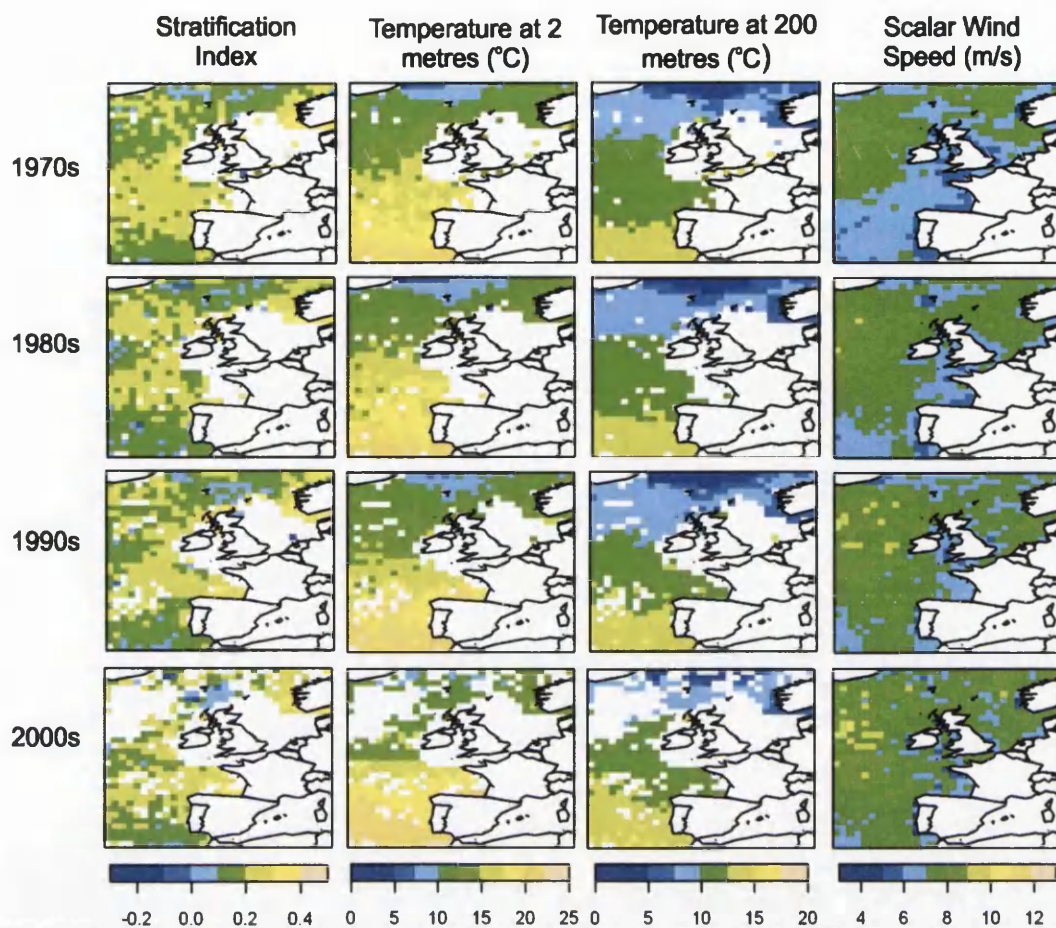 Stratification
Index
Temperature at 2
metres (°C)
Temperature at 200
metres (°C)
Scalar Wind
Speed (m/s)
1970s
1980s
1990s
2000s
-0.2 0.0 0.2 0.4
0 5 10 15 20 25
0 5 10 15 20
4 6 8 10 12